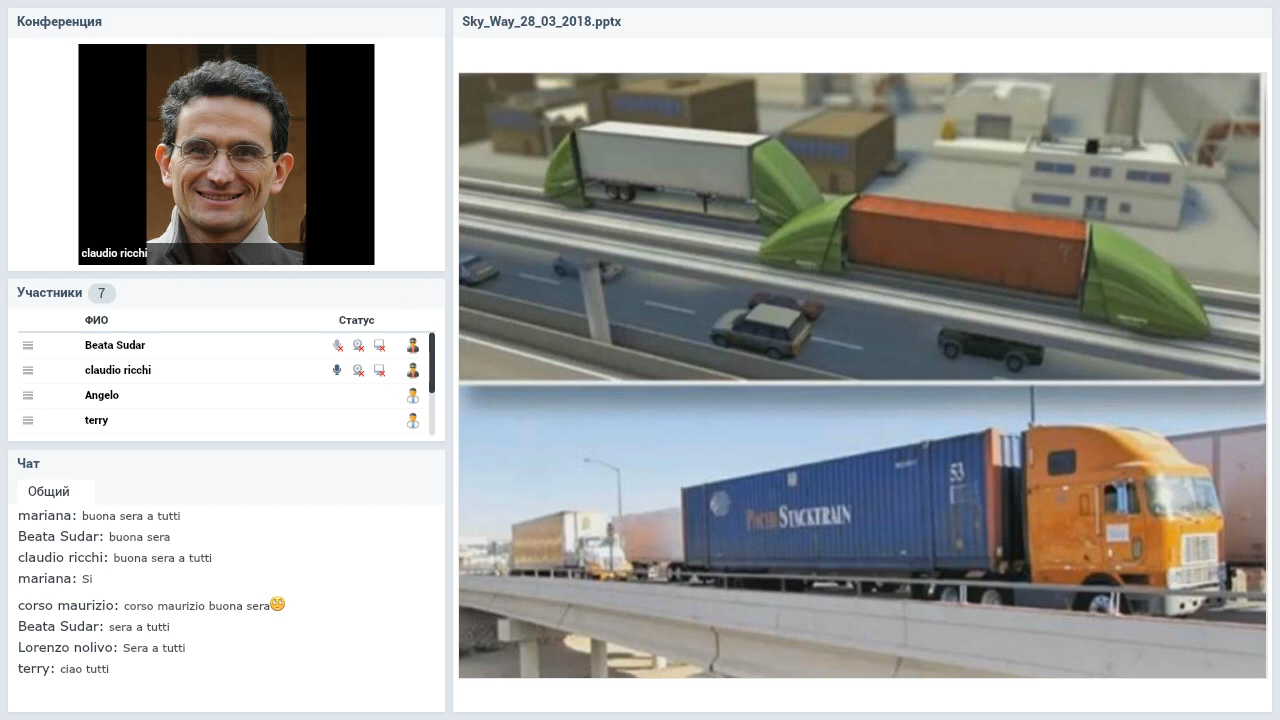 Конференция
claudio ricchi
Участники 7
ФИО Статус
Beata Sudar
claudio ricchi
Angelo
terry
Чат
Общий
mariana: buona sera a tutti
Beata Sudar: buona sera
claudio ricchi: buona sera a tutti
mariana: Si
corso maurizio: corso maurizio buona sera
Beata Sudar: sera a tutti
Lorenzo nolivo: Sera a tutti
terry: ciao tutti
Sky_Way_28_03_2018.pptx
53
PACER STACKTRAIN